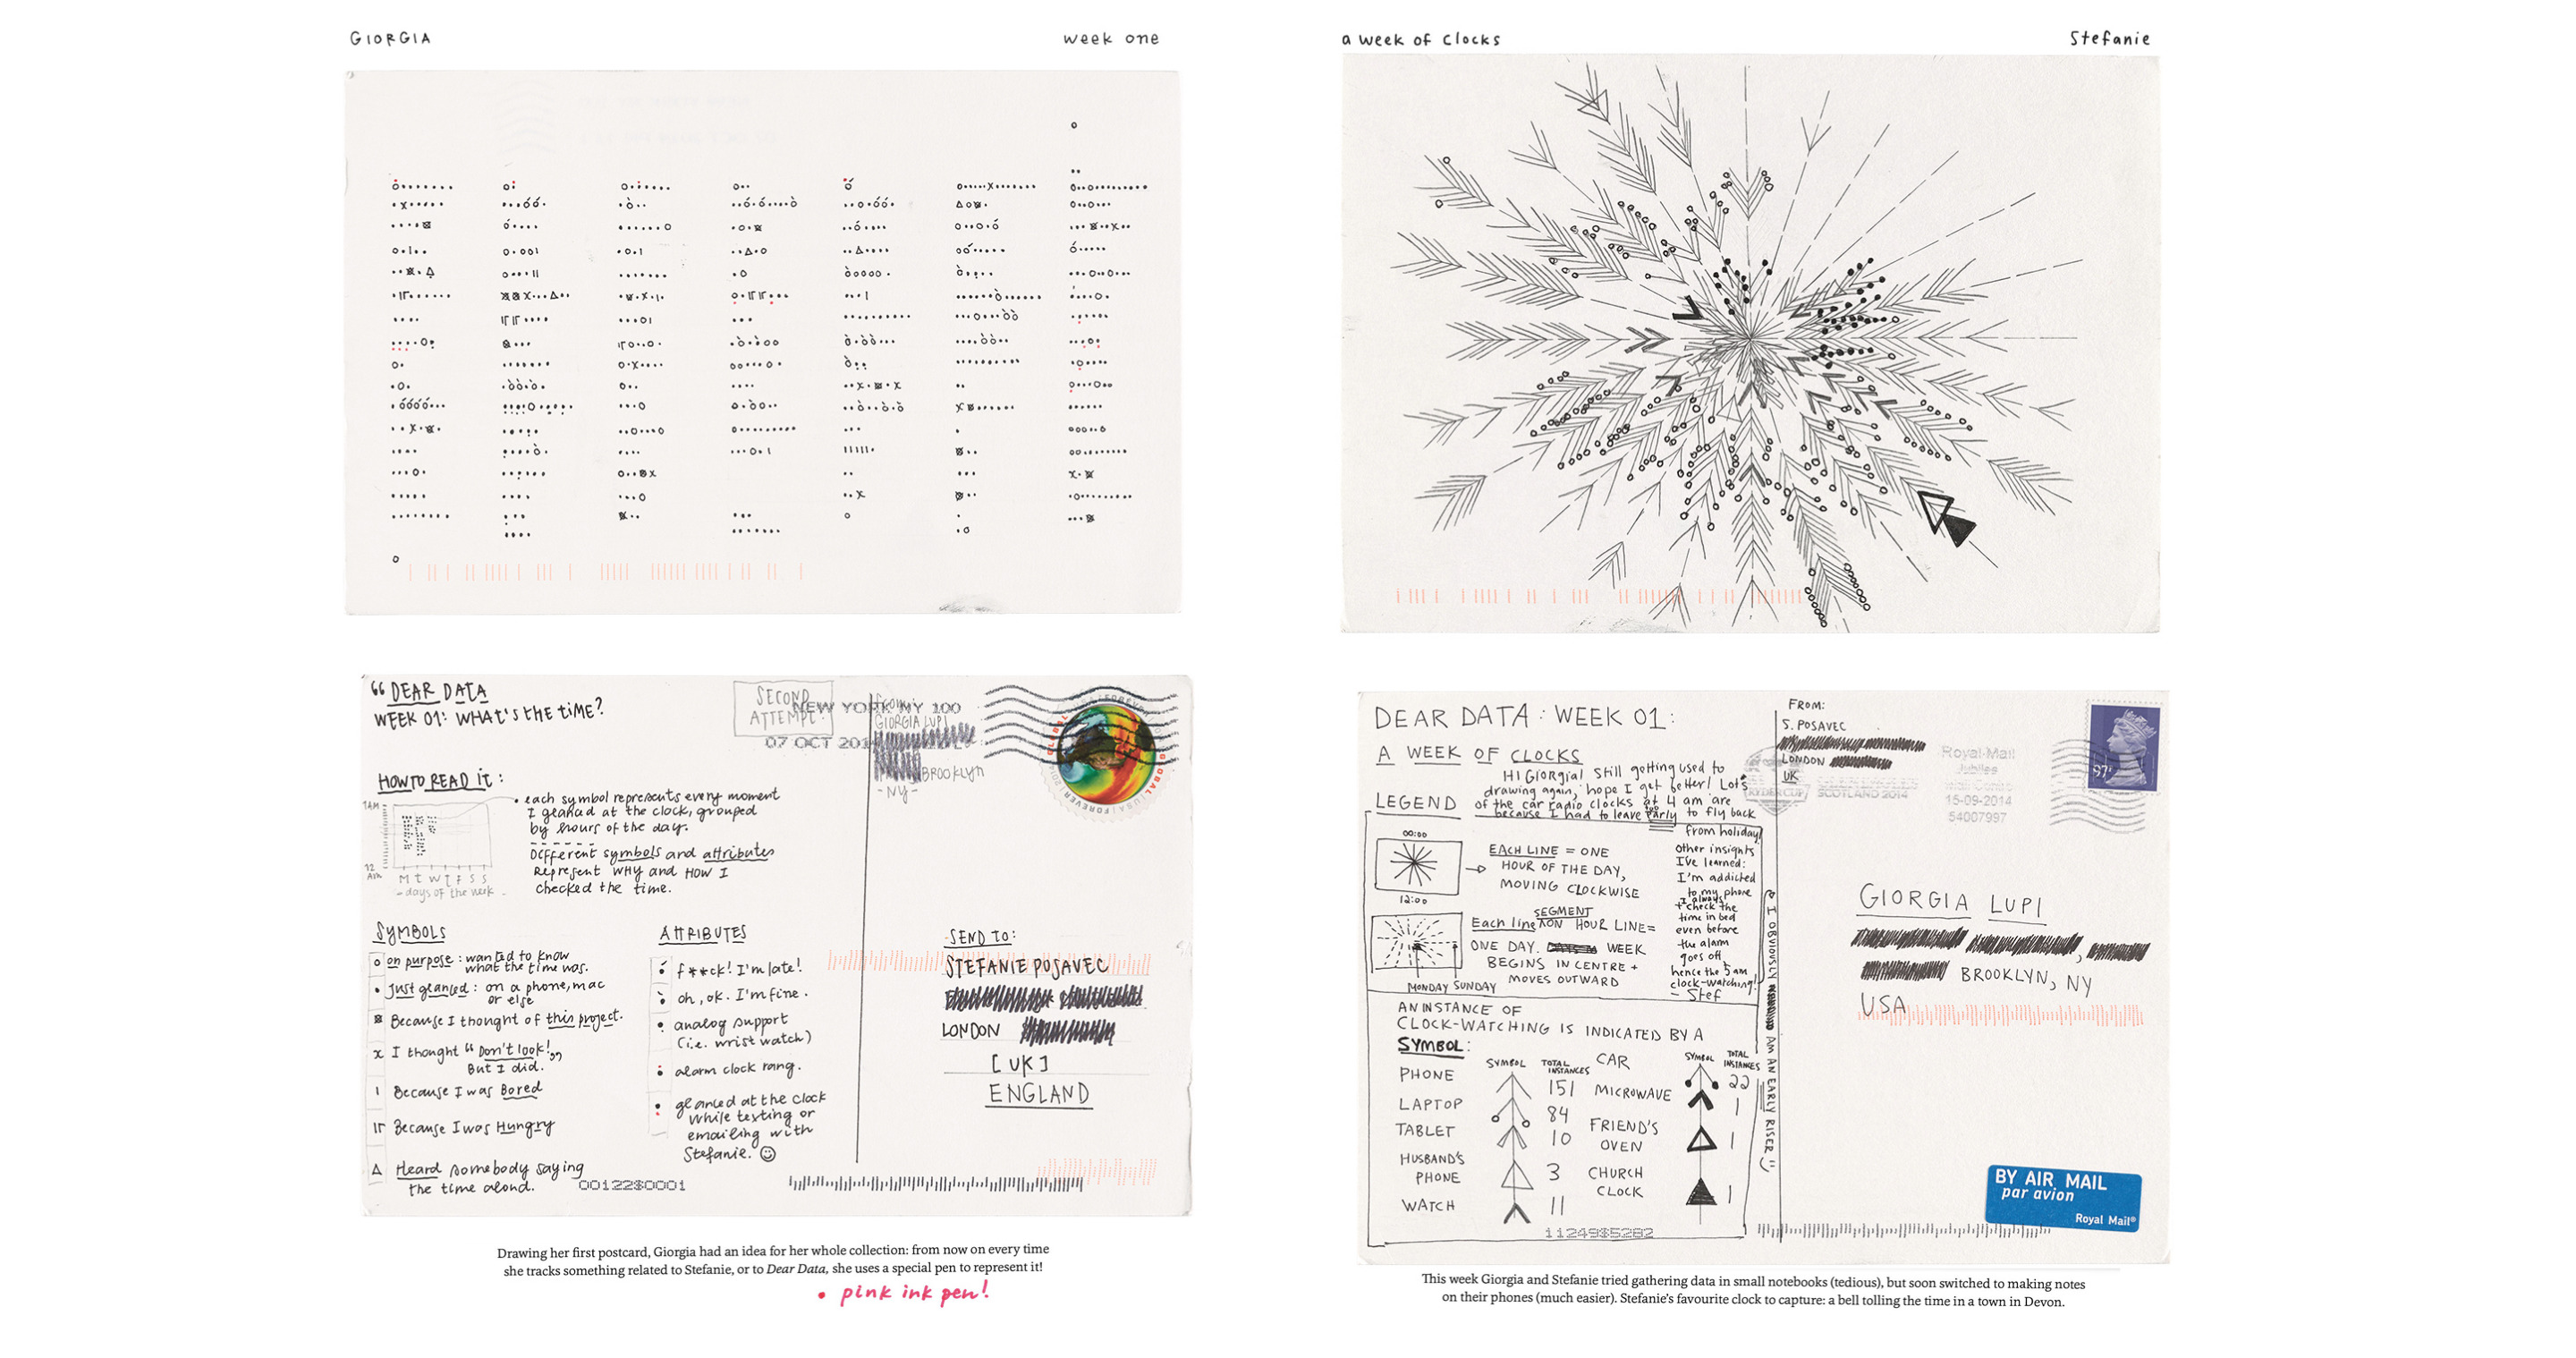 GIORGIA
week one
a week of clocks
Stefanie
"DEAR DATA
WEEK 01: WHAT'S THE TIME?
HOW TO READ IT:
1AM
12 AM
M T W T F S S
- days of the week -
• each symbol represents every moment
I glanced at the clock, grouped
by hours of the day.
Different symbols and attributes
represent WHY and HOW I
checked the time.
SYMBOLS
on purpose: wanted to know
what the time was.
just glanced: on a phone, mac
or else
Because I thought of this project.
x I thought "Don't look!,,
But I did.
Because I was Bored
Because I was Hungry
Heard somebody saying
the time aloud.
ATTRIBUTES
f**ck! I'm late!
oh, ok. I'm fine.
analog support
(i.e. wrist watch)
alarm clock rang.
glanced at the clock
while texting or
emailing with
Stefanie. ☺
SECOND
ATTEMPT!
NEW YORK NY 100
07 OCT 201
FROM:
GIORGIA LUPI
BROOKLYN
-NY-
GLOBAL
USA
FOREVER
SEND TO:
STEFANIE POSAVEC
LONDON
[UK]
ENGLAND
00122$0001
Drawing her first postcard, Giorgia had an idea for her whole collection: from now on every time
she tracks something related to Stefanie, or to Dear Data, she uses a special pen to represent it!
• pink ink pen!
DEAR DATA: WEEK 01:
A WEEK OF CLOCKS
HI GIORGIA! Still getting used to
drawing again, hope I get better! Lots
of the car radio clocks at 4 am are
because I had to leave too early to fly back
from holiday!
LEGEND
00:00
12:00
EACH LINE = ONE
HOUR OF THE DAY,
MOVING CLOCKWISE
SEGMENT
Each line ON HOUR LINE=
ONE DAY. WEEK
BEGINS IN CENTRE +
MOVES OUTWARD
MONDAY SUNDAY
other insights
I've learned:
I'm addicted
to my phone
I always
+ check the
time in bed
even before
the alarm
goes off,
hence the 5am
clock-watching!
- Stef
& I OBVIOUSLY AM AN EARLY RISER
AN INSTANCE OF
CLOCK-WATCHING IS INDICATED BY A
SYMBOL:
SYMBOL TOTAL INSTANCES
PHONE 151
LAPTOP 84
TABLET 10
HUSBAND'S
PHONE 3
WATCH 11
SYMBOL TOTAL INSTANCES
CAR 22
MICROWAVE 1
FRIEND'S
OVEN 1
CHURCH
CLOCK 1
11249$5282
FROM:
S. POSAVEC
LONDON
UK
RYDER CUP
SCOTLAND 2014
Royal Mail
Jubilee
Mail Centre
15-09-2014
54007997
97P
GIORGIA LUPI
BROOKLYN, NY
USA
BY AIR MAIL
par avion
Royal Mail®
This week Giorgia and Stefanie tried gathering data in small notebooks (tedious), but soon switched to making notes
on their phones (much easier). Stefanie's favourite clock to capture: a bell tolling the time in a town in Devon.